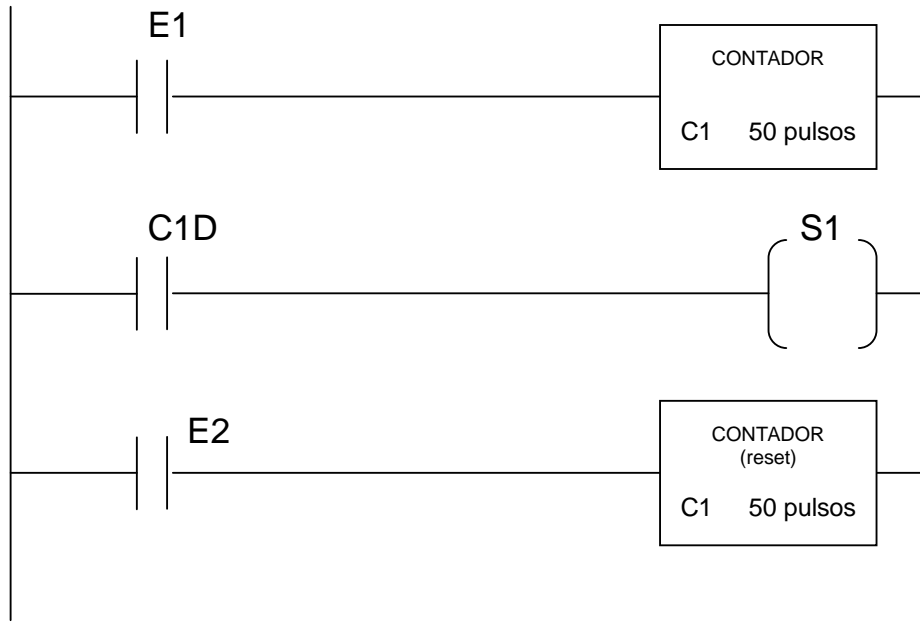 E1
CONTADOR
C1 50 pulsos
C1D
S1
E2
CONTADOR
(reset)
C1 50 pulsos